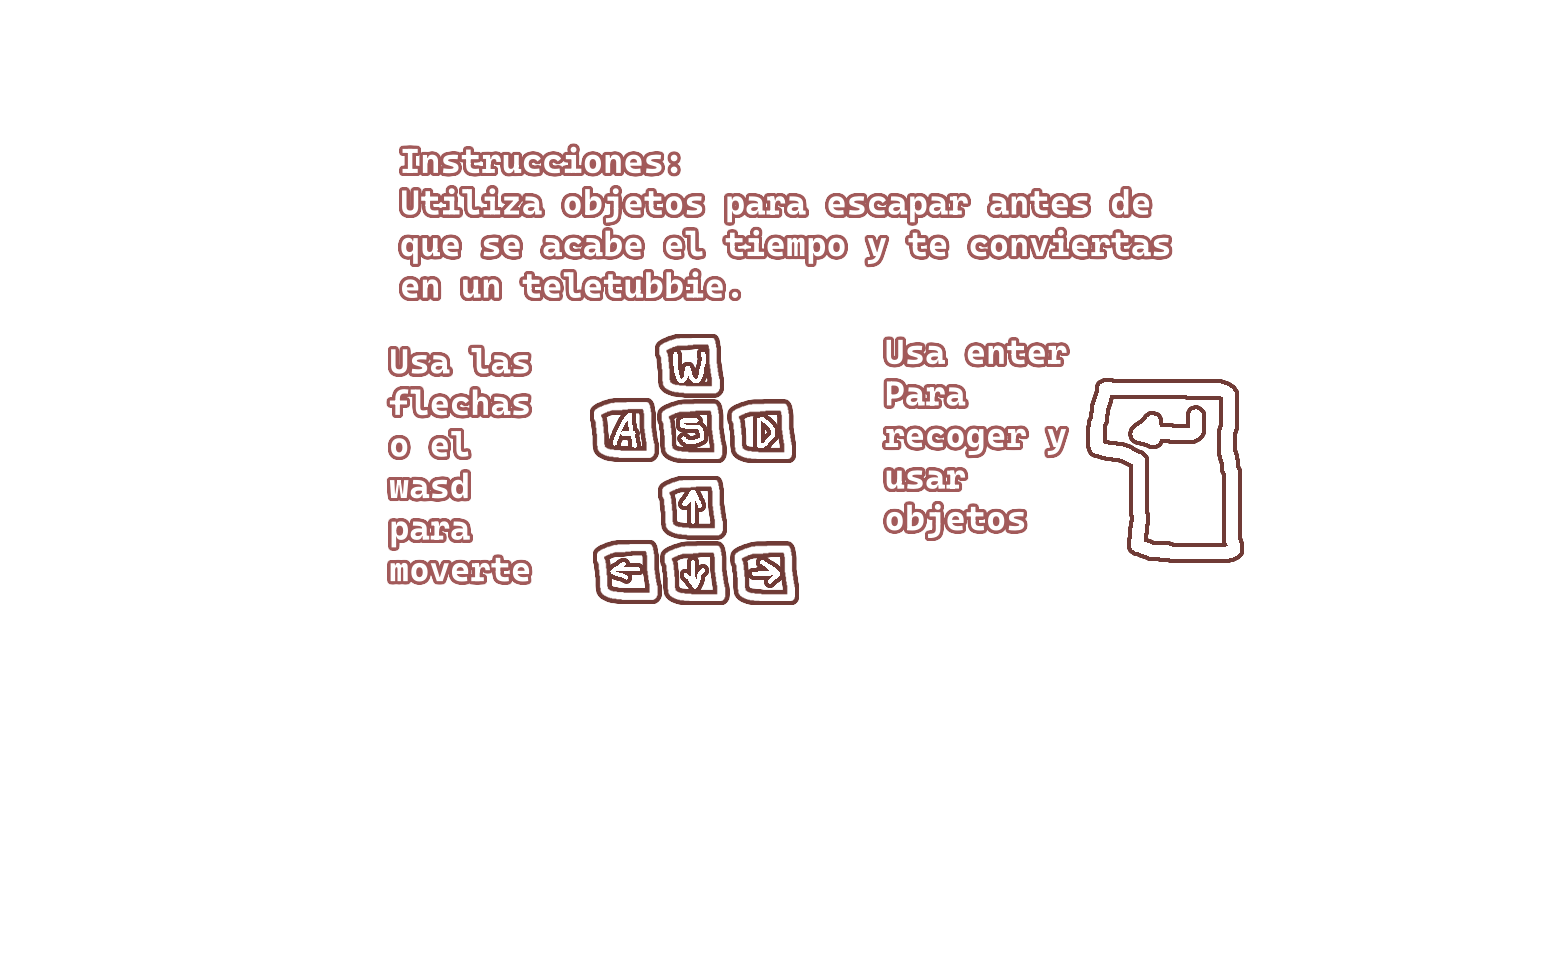 Instrucciones:
Utiliza objetos para escapar antes de
que se acabe el tiempo y te conviertas
en un teletubbie.
Usa las
flechas
o el
wasd
para
moverte
W
A S D
↑
← ↓ →
Usa enter
Para
recoger y
usar
objetos